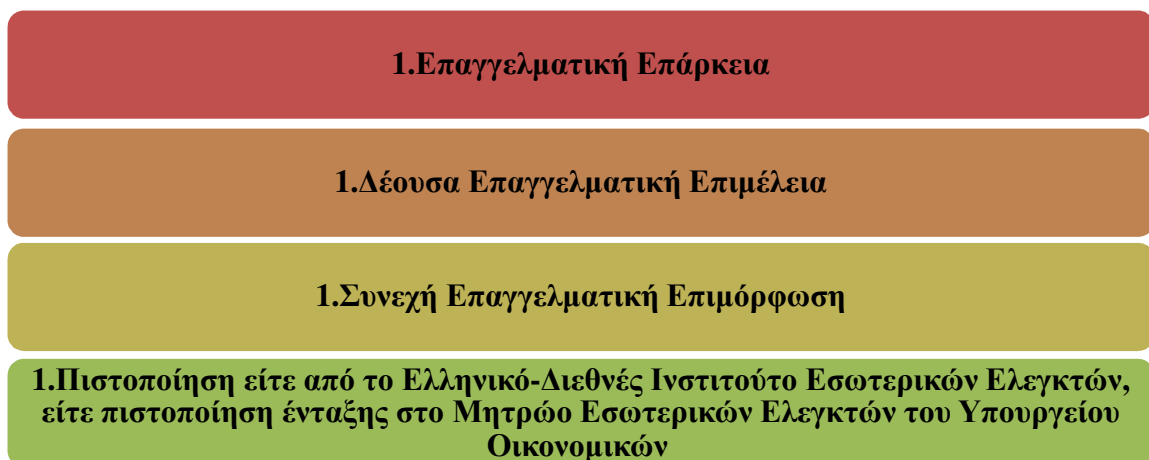 1.Επαγγελματική Επάρκεια
1.Δέουσα Επαγγελματική Επιμέλεια
1.Συνεχή Επαγγελματική Επιμόρφωση
1.Πιστοποίηση είτε από το Ελληνικό-Διεθνές Ινστιτούτο Εσωτερικών Ελεγκτών,
είτε πιστοποίηση ένταξης στο Μητρώο Εσωτερικών Ελεγκτών του Υπουργείου
Οικονομικών